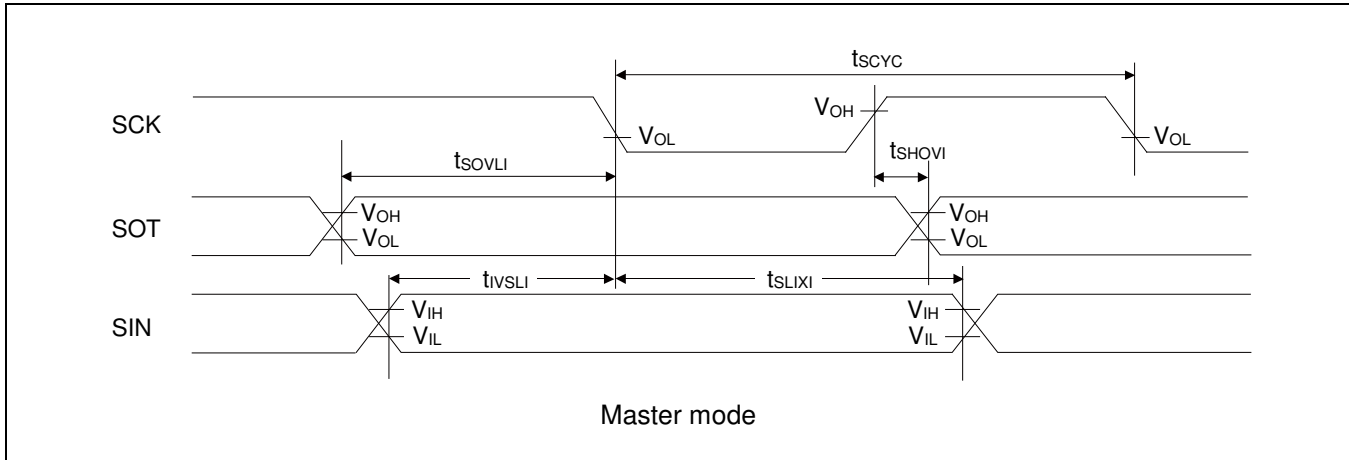 tSCYC
SCK
VOH
VOL
VOL
tSHOVI
tSOVLI
SOT
VOH
VOL
VOH
VOL
tIVSLI
tSLIXI
SIN
VIH
VIL
VIH
VIL
Master mode